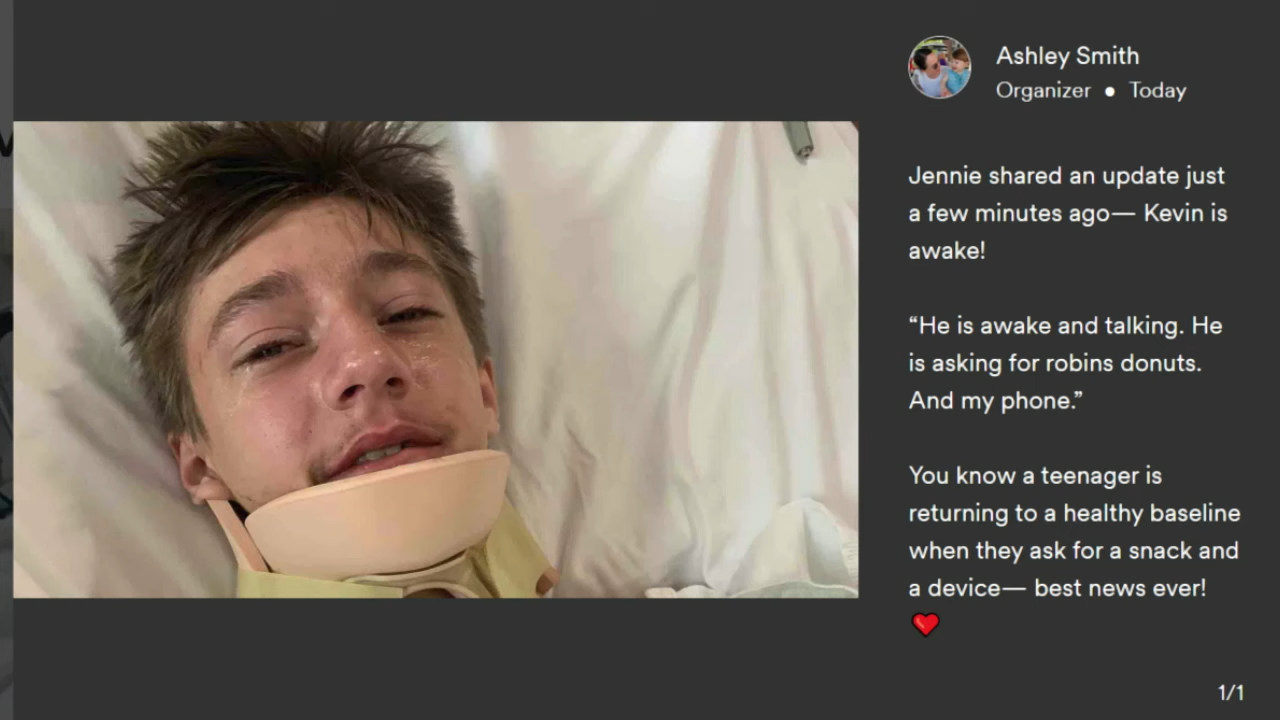 Ashley Smith
Organizer ● Today
Jennie shared an update just
a few minutes ago— Kevin is
awake!
“He is awake and talking. He
is asking for robins donuts.
And my phone.”
You know a teenager is
returning to a healthy baseline
when they ask for a snack and
a device— best news ever!
❤️
1/1